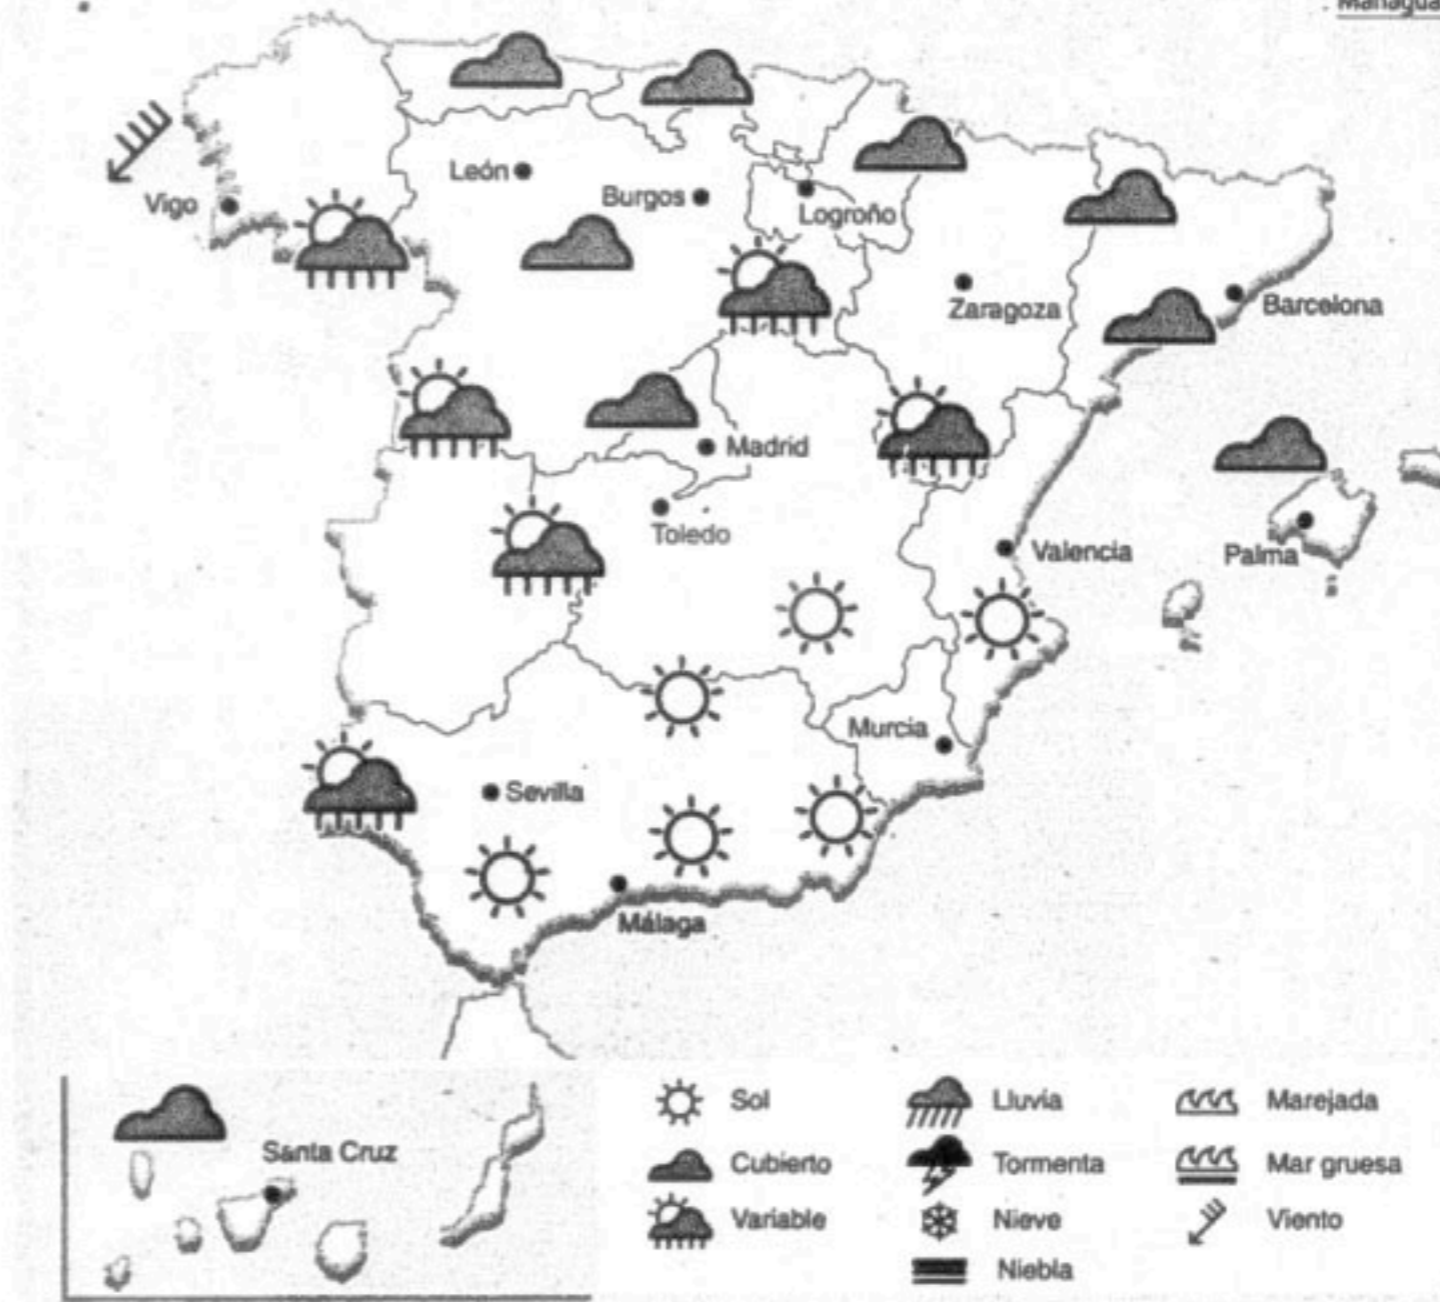 Managua
León
Burgos
Vigo
Logroño
Zaragoza
Barcelona
Madrid
Toledo
Valencia
Palma
Murcia
Sevilla
Málaga
Santa Cruz
Sol
Cubierto
Variable
Lluvia
Tormenta
Nieve
Niebla
Marejada
Mar gruesa
Viento